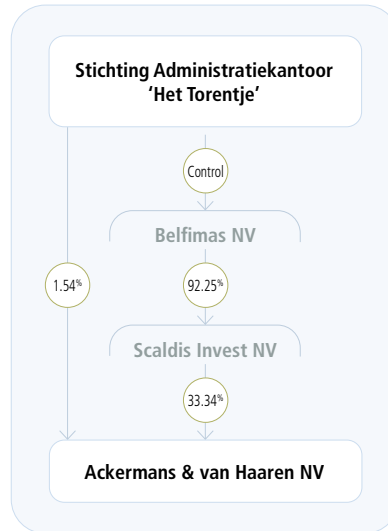 Stichting Administratiekantoor
‘Het Torentje’
Control
Belfimas NV
1.54%
92.25%
Scaldis Invest NV
33.34%
Ackermans & van Haaren NV